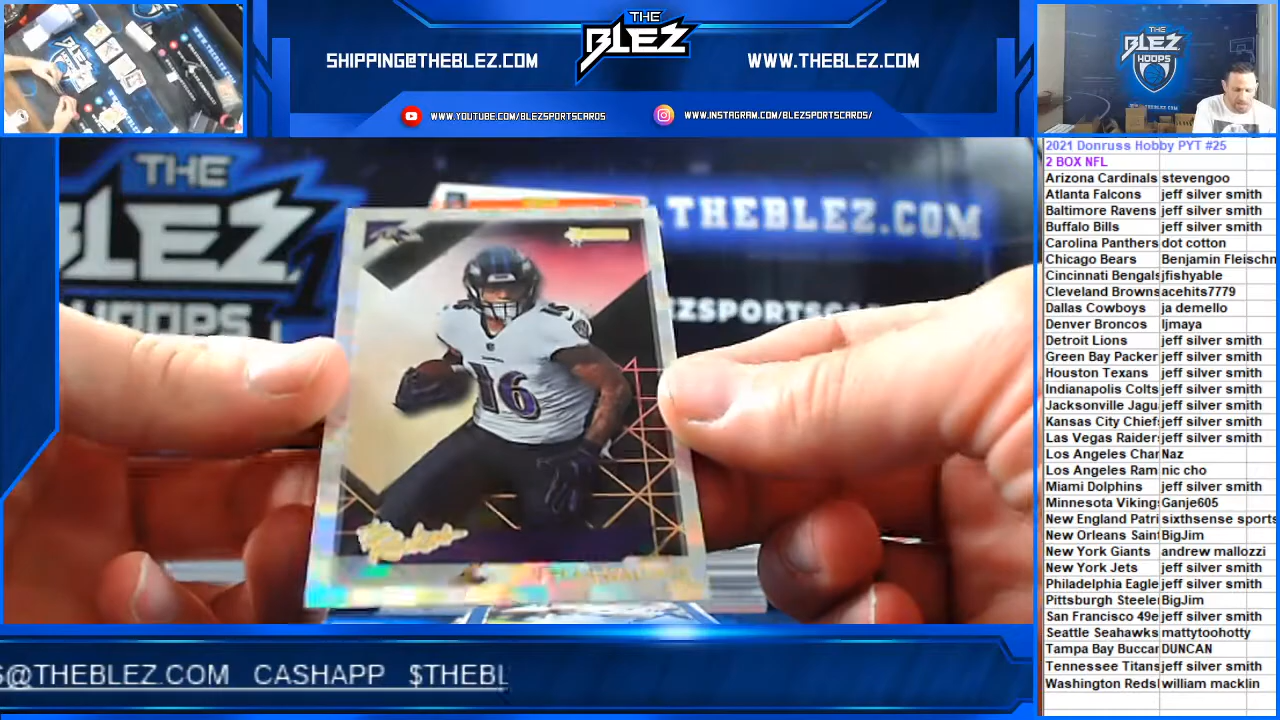 THE
BLEZ
SHIPPING@THEBLEZ.COM
WWW.THEBLEZ.COM
WWW.YOUTUBE.COM/BLEZSPORTSCARDS
WWW.INSTAGRAM.COM/BLEZSPORTSCARDS/
THE
BLEZ
HOOPS
THE
BLEZ
HOOPS
.THEBLEZ.COM
16
2021 Donruss Hobby PYT #25
2 BOX NFL
Arizona Cardinals stevengoo
Atlanta Falcons jeff silver smith
Baltimore Ravens jeff silver smith
Buffalo Bills jeff silver smith
Carolina Panthers dot cotton
Chicago Bears Benjamin Fleischn
Cincinnati Bengals jfishyable
Cleveland Browns acehits7779
Dallas Cowboys ja demello
Denver Broncos ljmaya
Detroit Lions jeff silver smith
Green Bay Packer jeff silver smith
Houston Texans jeff silver smith
Indianapolis Colts jeff silver smith
Jacksonville Jagu jeff silver smith
Kansas City Chief jeff silver smith
Las Vegas Raider jeff silver smith
Los Angeles Char Naz
Los Angeles Ram nic cho
Miami Dolphins jeff silver smith
Minnesota Viking Ganje605
New England Patri sixthsense sports
New Orleans Saint BigJim
New York Giants andrew mallozzi
New York Jets jeff silver smith
Philadelphia Eagle jeff silver smith
Pittsburgh Steele BigJim
San Francisco 49e jeff silver smith
Seattle Seahawks mattytoohotty
Tampa Bay Buccar DUNCAN
Tennessee Titans jeff silver smith
Washington Reds william macklin
S@THEBLEZ.COM CASHAPP $THEBL